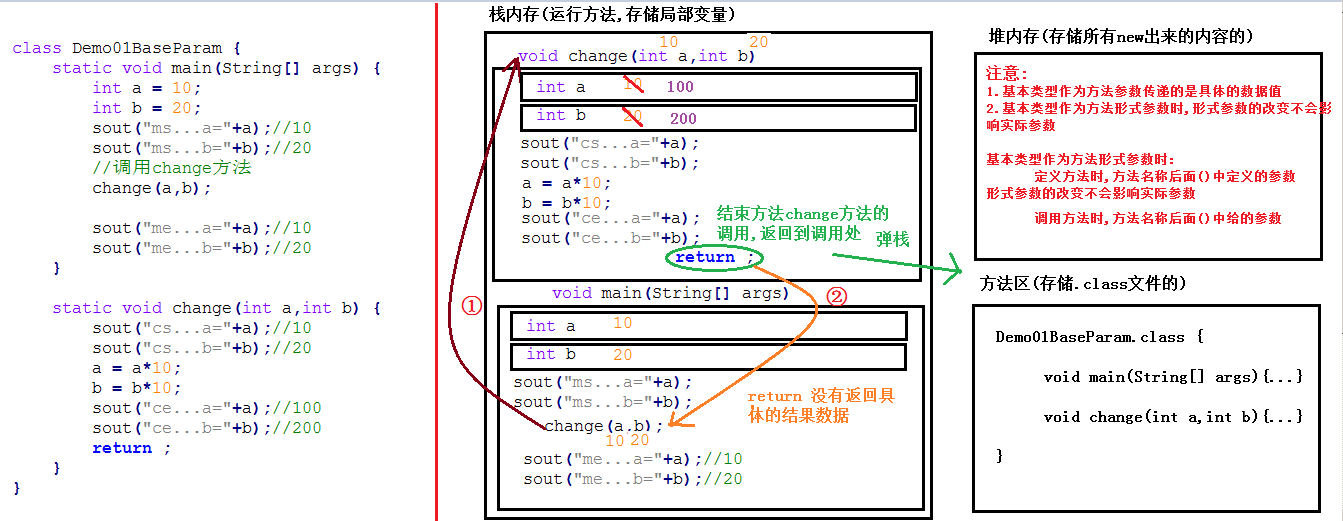 class Demo01BaseParam {
static void main(String[] args) {
int a = 10;
int b = 20;
sout("ms...a="+a);//10
sout("ms...b="+b);//20
//调用change方法
change(a,b);
sout("me...a="+a);//10
sout("me...b="+b);//20
}
static void change(int a,int b) {
sout("cs...a="+a);//10
sout("cs...b="+b);//20
a = a*10;
b = b*10;
sout("ce...a="+a);//100
sout("ce...b="+b);//200
return ;
}
}
栈内存(运行方法,存储局部变量)
10 20
void change(int a,int b)
int a 10 100
int b 20 200
sout("cs...a="+a);
sout("cs...b="+b);
a = a*10;
b = b*10;
sout("ce...a="+a);
sout("ce...b="+b);
return ;
结束方法change方法的
调用,返回到调用处
弹栈
①
②
void main(String[] args)
int a 10
int b 20
sout("ms...a="+a);
sout("ms...b="+b);
change(a.b);
10 20
return 没有返回具
体的结果数据
sout("me...a="+a);//10
sout("me...b="+b);//20
堆内存(存储所有new出来的内容的)
注意:
1.基本类型作为方法参数传递的是具体的数据值
2.基本类型作为方法形式参数时,形式参数的改变不会影
响实际参数
基本类型作为方法形式参数时:
定义方法时,方法名称后面()中定义的参数
形式参数的改变不会影响实际参数
调用方法时,方法名称后面()中给的参数
方法区(存储.class文件的)
Demo01BaseParam.class {
void main(String[] args){...}
void change(int a,int b){...}
}